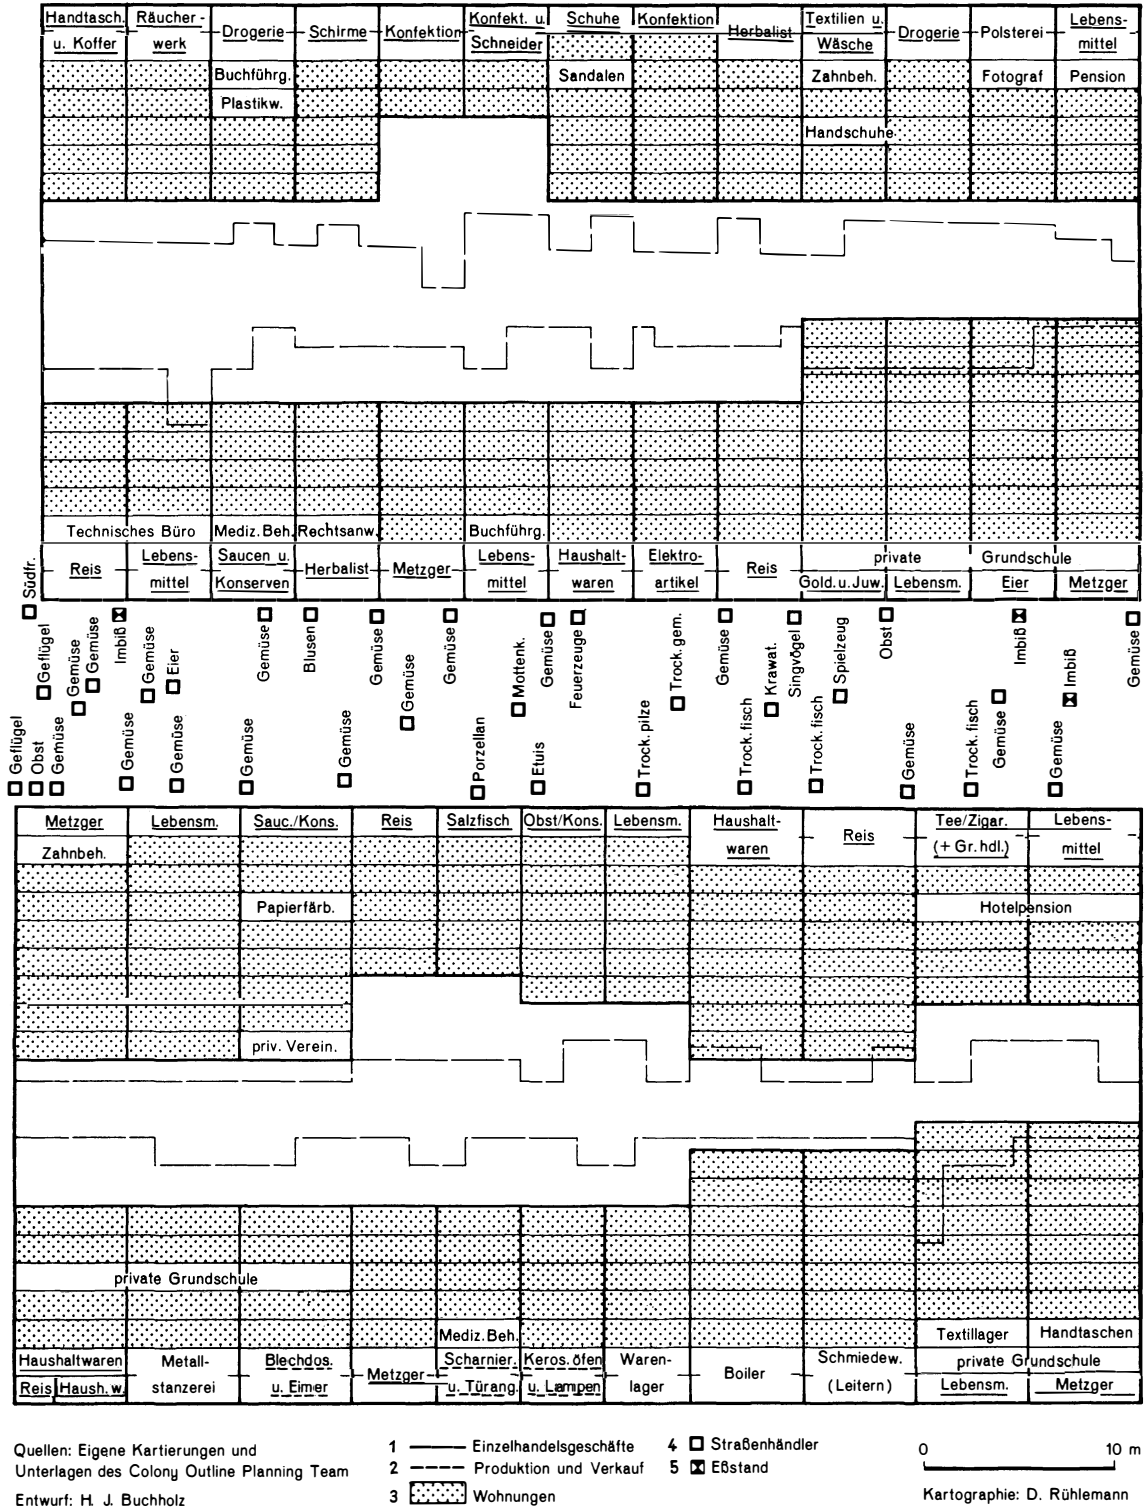 Handtasch. Räucher- Drogerie Schirme Konfektion Konfekt. u. Schuhe Konfektion Herbalist Textilien u. Drogerie Polsterei Lebens-
u. Koffer werk Schneider Wäsche mittel
Buchführg. Sandalen Zahnbeh. Fotograf Pension
Plastikw.
Handschuhe
Technisches Büro Mediz. Beh. Rechtsanw. Buchführg.
Reis Lebens- Saucen u. Herbalist Metzger Lebens- Haushalt- Elektro- Reis private Grundschule
mittel Konserven mittel waren artikel Gold. u. Juw. Lebensm. Eier Metzger
Südfr.
Geflügel
Gemüse
Gemüse
Imbiß
Gemüse
Eier
Gemüse
Blusen
Gemüse
Gemüse
Gemüse
Mottenk.
Gemüse
Feuerzeuge
Trock. gem.
Gemüse
Krawat.
Singvögel
Spielzeug
Obst
Imbiß
Imbiß
Gemüse
Geflügel
Obst
Gemüse
Gemüse
Gemüse
Gemüse
Gemüse
Porzellan
Etuis
Trock. pilze
Trock. fisch
Trock. fisch
Gemüse
Trock. fisch
Gemüse
Gemüse
Metzger Lebensm. Sauc./Kons. Reis Salzfisch Obst/Kons. Lebensm. Haushalt- Reis Tee/Zigar. Lebens-
waren (+ Gr. hdl.) mittel
Zahnbeh.
Papierfärb. Hotelpension
priv. Verein.
private Grundschule
Mediz. Beh. Textillager Handtaschen
Haushaltwaren Metall- Blechdos. Metzger Scharnier. Keros. öfen Waren- Boiler Schmiedew. private Grundschule
Reis Haush. w. stanzerei u. Eimer u. Türang. u. Lampen lager (Leitern) Lebensm. Metzger
Quellen: Eigene Kartierungen und
Unterlagen des Colony Outline Planning Team
Entwurf: H. J. Buchholz
1 Einzelhandelsgeschäfte
2 Produktion und Verkauf
3 Wohnungen
4 Straßenhändler
5 Eßstand
0 10 m
Kartographie: D. Rühlemann